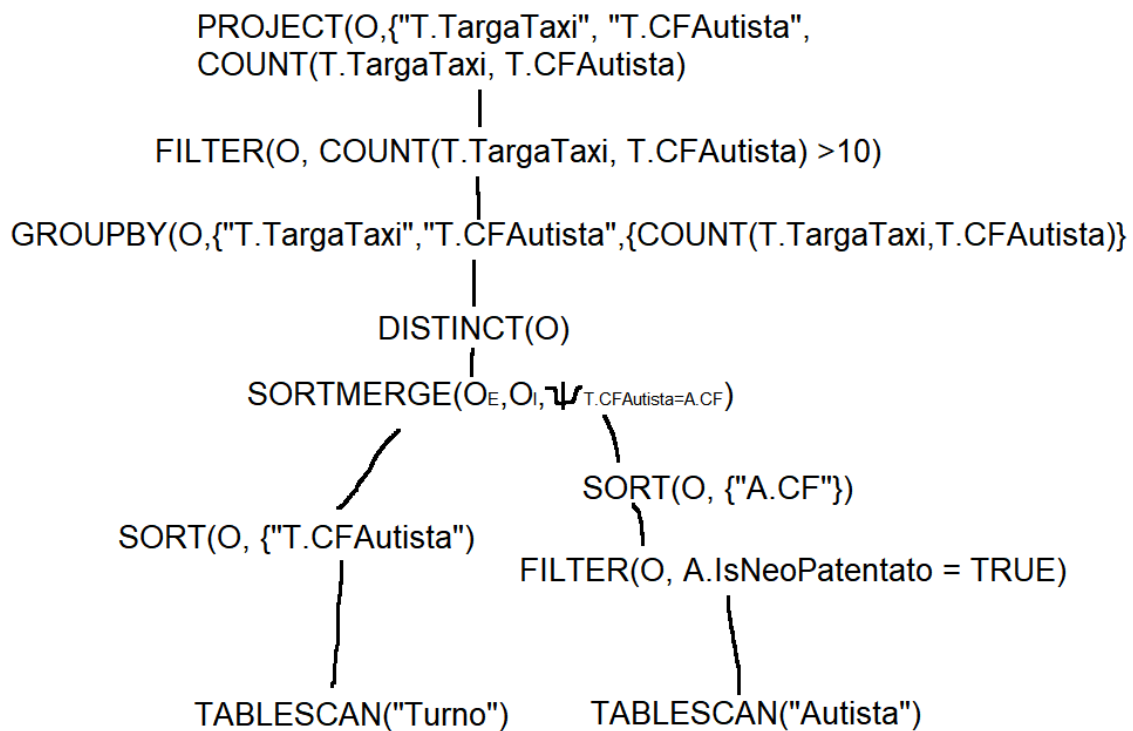 PROJECT(O,{"T.TargaTaxi", "T.CFAutista",
COUNT(T.TargaTaxi, T.CFAutista)
FILTER(O, COUNT(T.TargaTaxi, T.CFAutista) >10)
GROUPBY(O,{"T.TargaTaxi","T.CFAutista",{COUNT(T.TargaTaxi,T.CFAutista)}
DISTINCT(O)
SORTMERGE(OE,OI,ψT.CFAutista=A.CF)
SORT(O, {"A.CF"})
SORT(O, {"T.CFAutista")
FILTER(O, A.IsNeoPatentato = TRUE)
TABLESCAN("Turno")
TABLESCAN("Autista")